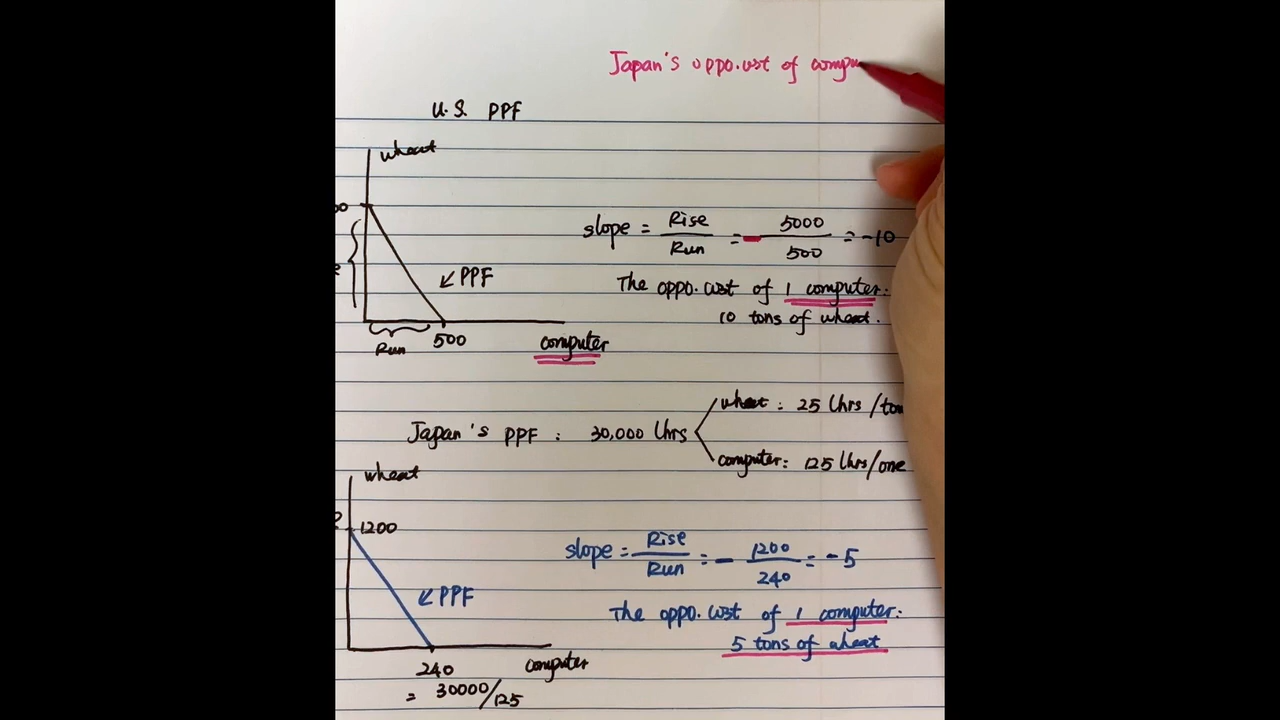 Japan's oppo.cost of compu
U.S. PPF
wheat
slope = Rise / Run = - 5000 / 500 = -10
↙ PPF
The oppo.cost of 1 computer:
10 tons of wheat.
Run 500
computer
wheat: 25 lhrs /ton
Japan's PPF: 30,000 lhrs
computer: 125 lhrs/one
wheat
1200
slope = Rise / Run = - 1200 / 240 = -5
↙ PPF
The oppo.cost of 1 computer:
5 tons of wheat
240
computer
= 30000/125